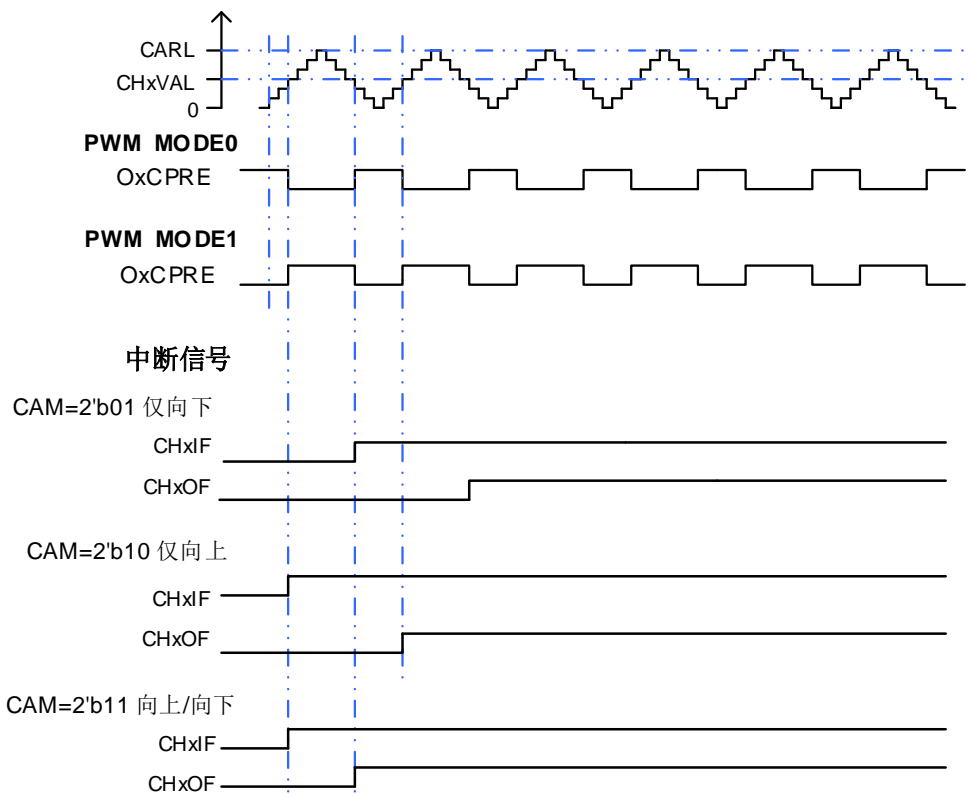 CARL
CHxVAL
0
PWM MODE0
OxCPRE
PWM MODE1
OxCPRE
中断信号
CAM=2'b01 仅向下
CHxIF
CHxOF
CAM=2'b10 仅向上
CHxIF
CHxOF
CAM=2'b11 向上/向下
CHxIF
CHxOF